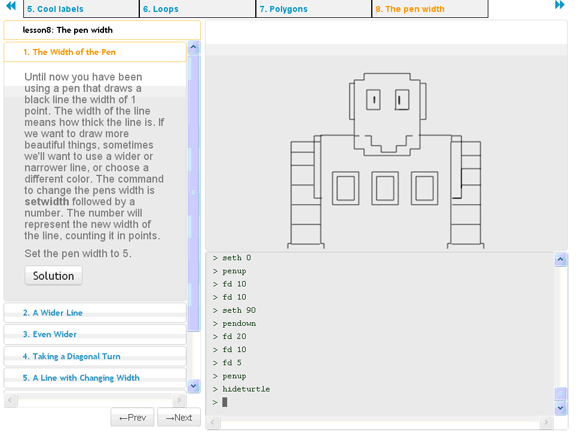 5. Cool labels
6. Loops
7. Polygons
8. The pen width
lesson8: The pen width
1. The Width of the Pen
Until now you have been
using a pen that draws a
black line the width of 1
point. The width of the line
means how thick the line is. If
we want to draw more
beautiful things, sometimes
we'll want to use a wider or
narrower line, or choose a
different color. The command
to change the pens width is
setwidth followed by a
number. The number will
represent the new width of
the line, counting it in points.
Set the pen width to 5.
Solution
2. A Wider Line
3. Even Wider
4. Taking a Diagonal Turn
5. A Line with Changing Width
←Prev
→Next
> seth 0
> penup
> fd 10
> fd 10
> seth 90
> pendown
> fd 20
> fd 10
> fd 5
> penup
> hideturtle
>